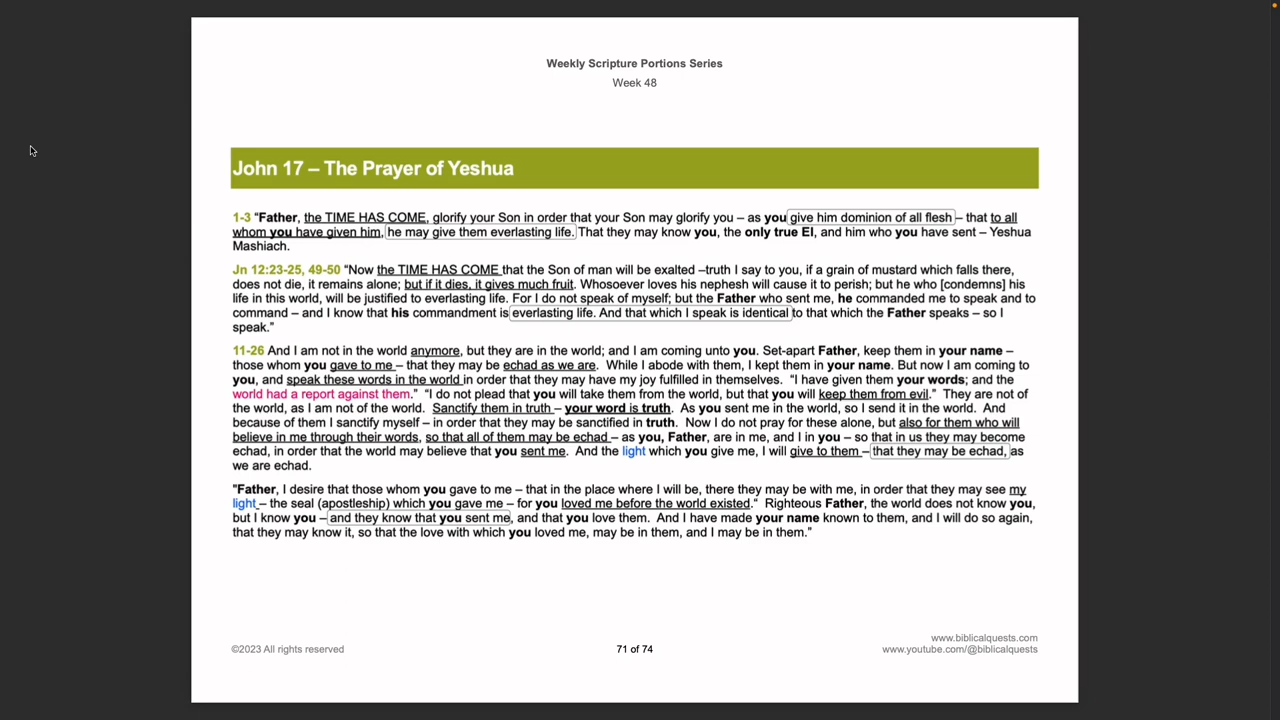 Weekly Scripture Portions Series
Week 48
John 17 – The Prayer of Yeshua
1-3 “Father, the TIME HAS COME, glorify your Son in order that your Son may glorify you – as you give him dominion of all flesh – that to all
whom you have given him, he may give them everlasting life. That they may know you, the only true El, and him who you have sent – Yeshua
Mashiach.
Jn 12:23-25, 49-50 “Now the TIME HAS COME that the Son of man will be exalted –truth I say to you, if a grain of mustard which falls there,
does not die, it remains alone; but if it dies, it gives much fruit. Whosoever loves his nephesh will cause it to perish; but he who [condemns] his
life in this world, will be justified to everlasting life. For I do not speak of myself; but the Father who sent me, he commanded me to speak and to
command – and I know that his commandment is everlasting life. And that which I speak is identical to that which the Father speaks – so I
speak.”
11-26 And I am not in the world anymore, but they are in the world; and I am coming unto you. Set-apart Father, keep them in your name –
those whom you gave to me – that they may be echad as we are. While I abode with them, I kept them in your name. But now I am coming to
you, and speak these words in the world in order that they may have my joy fulfilled in themselves. “I have given them your words; and the
world had a report against them.” “I do not plead that you will take them from the world, but that you will keep them from evil.” They are not of
the world, as I am not of the world. Sanctify them in truth – your word is truth. As you sent me in the world, so I send it in the world. And
because of them I sanctify myself – in order that they may be sanctified in truth. Now I do not pray for these alone, but also for them who will
believe in me through their words, so that all of them may be echad – as you, Father, are in me, and I in you – so that in us they may become
echad, in order that the world may believe that you sent me. And the light which you give me, I will give to them – that they may be echad, as
we are echad.
"Father, I desire that those whom you gave to me – that in the place where I will be, there they may be with me, in order that they may see my
light – the seal (apostleship) which you gave me – for you loved me before the world existed.“ Righteous Father, the world does not know you,
but I know you – and they know that you sent me, and that you love them. And I have made your name known to them, and I will do so again,
that they may know it, so that the love with which you loved me, may be in them, and I may be in them.”
©2023 All rights reserved
71 of 74
www.biblicalquests.com
www.youtube.com/@biblicalquests